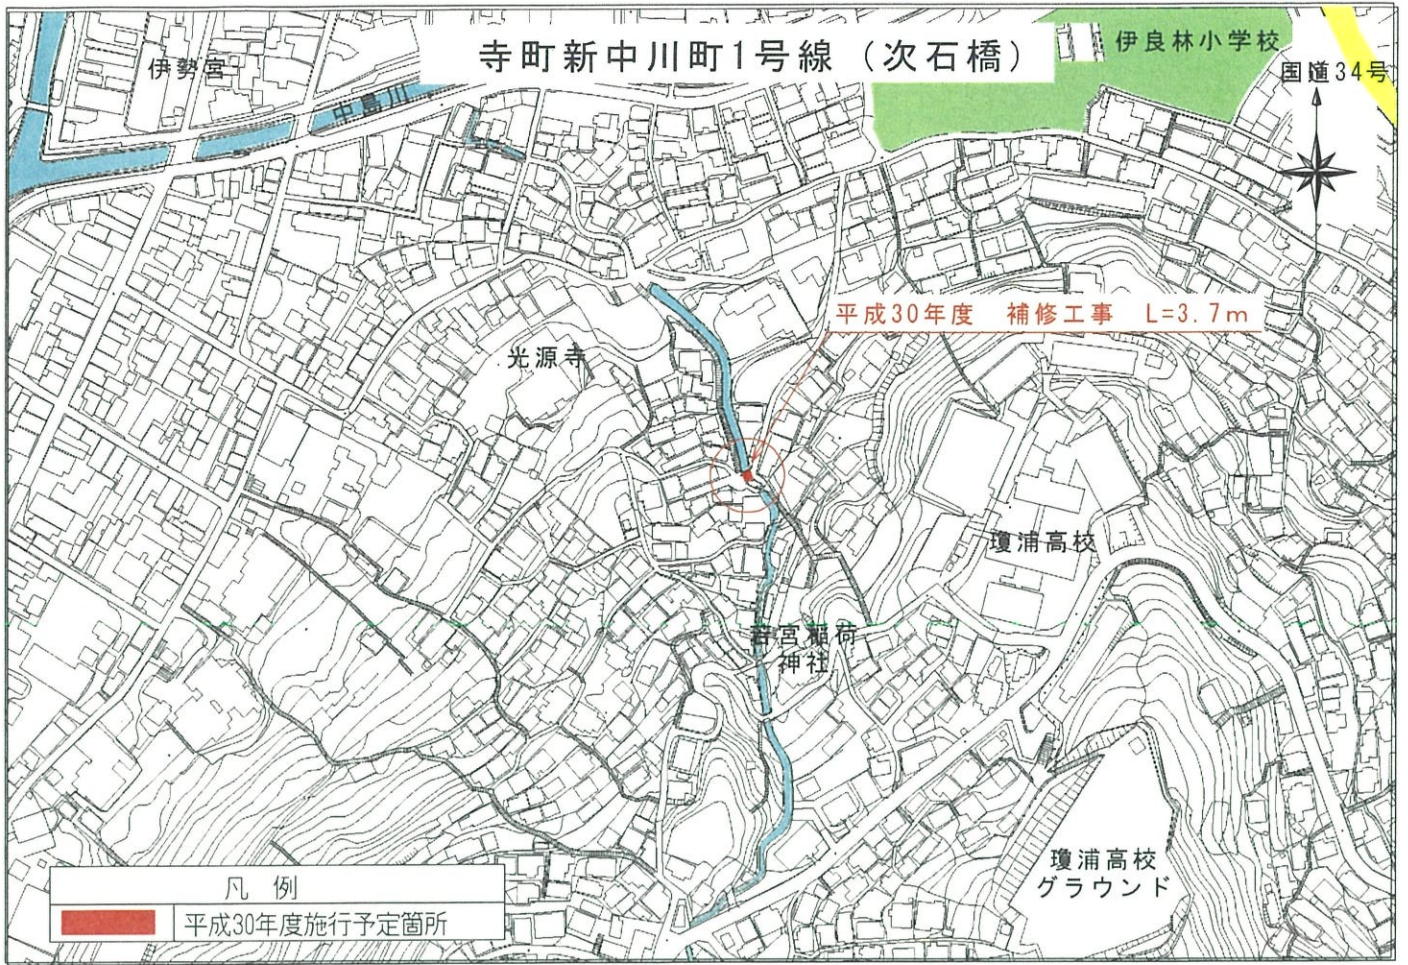 寺町新中川町1号線（次石橋）
伊良林小学校
国道34号
伊勢宮
中島川
平成30年度　補修工事　L=3.7m
光源寺
瓊浦高校
若宮稲荷
神社
瓊浦高校
グラウンド
凡例
平成30年度施行予定箇所